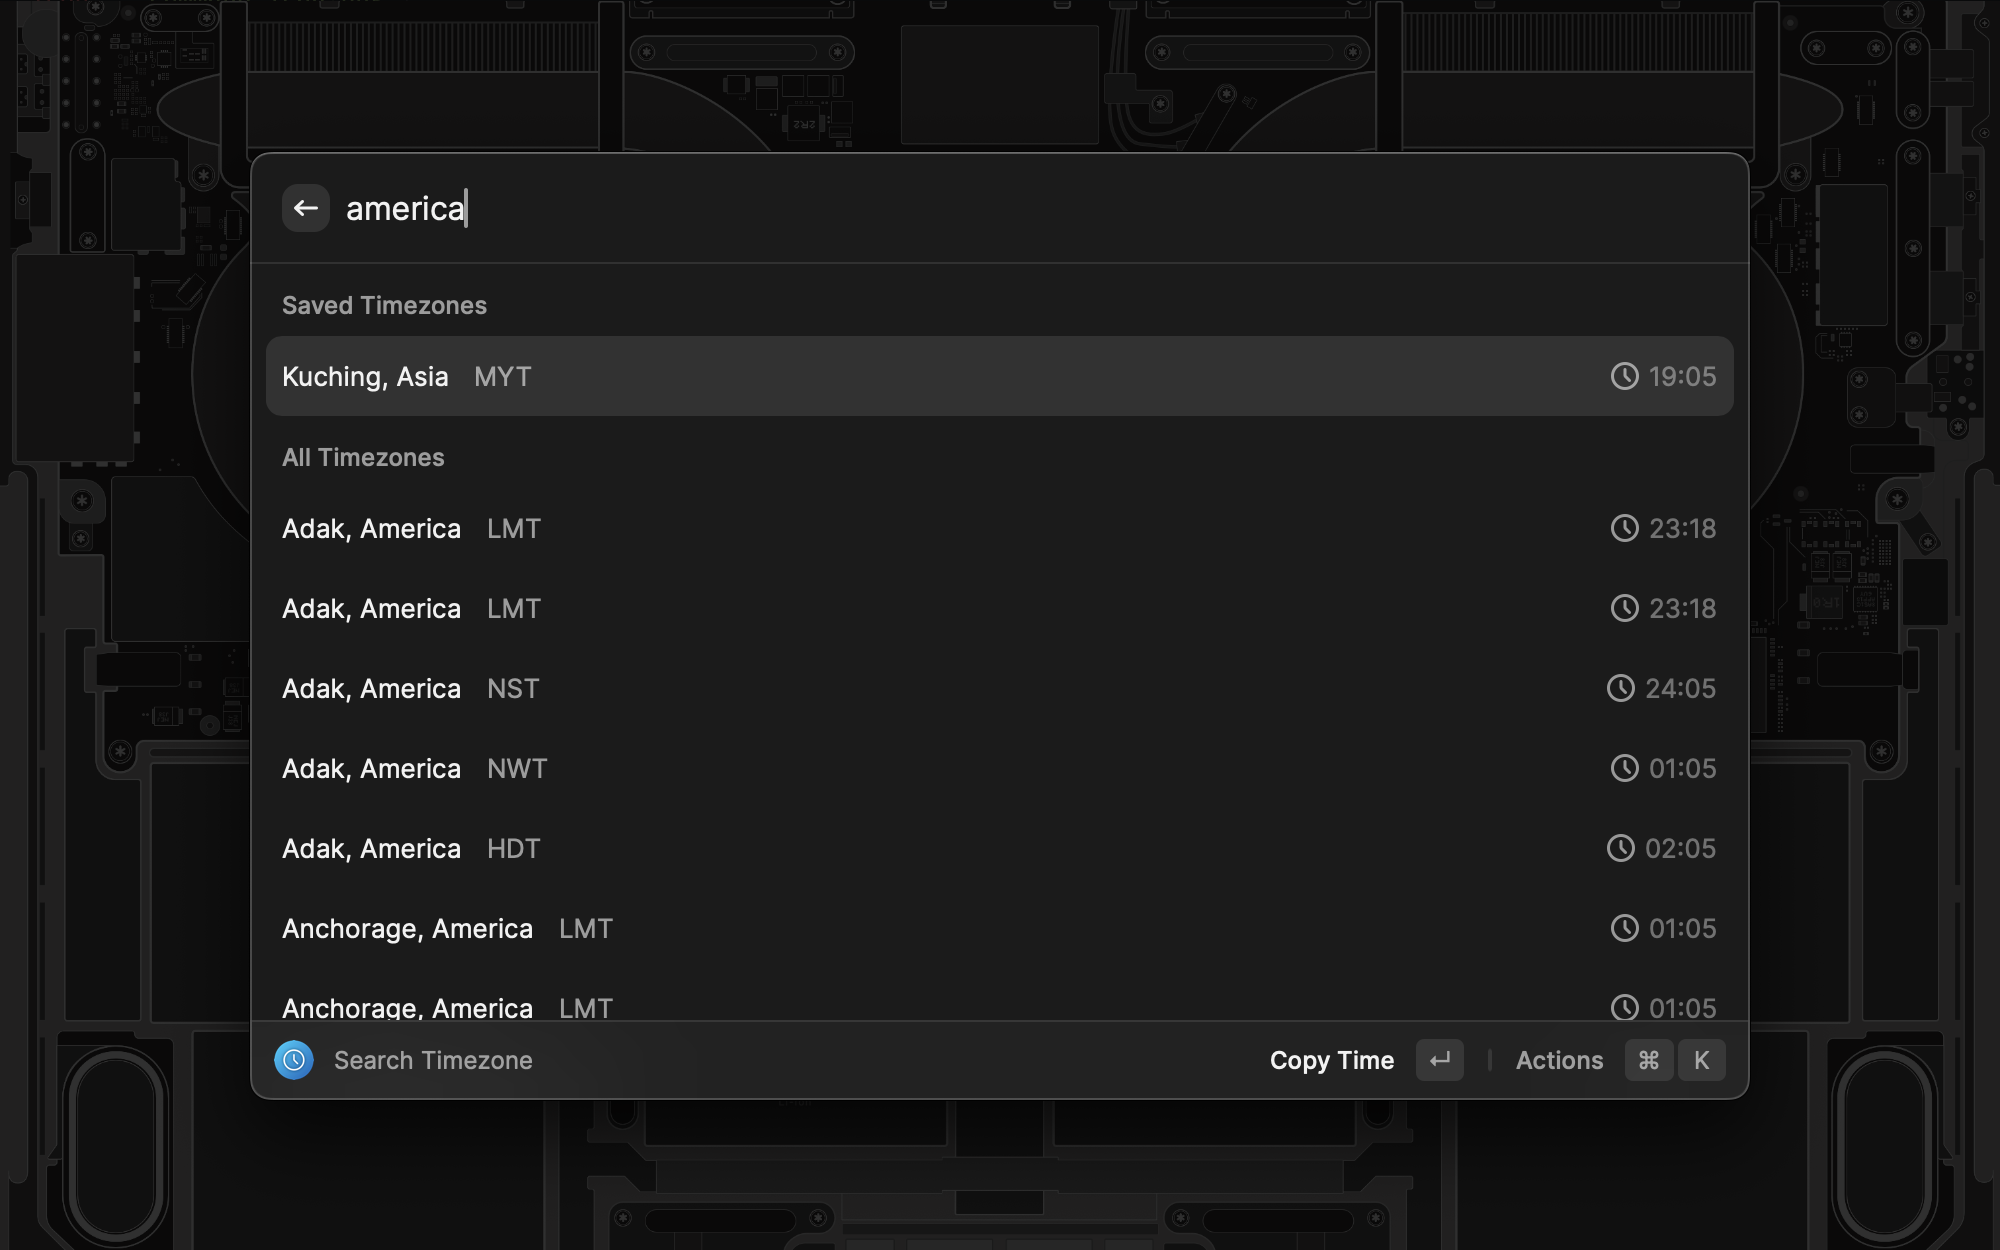 america
Saved Timezones
Kuching, Asia MYT 19:05
All Timezones
Adak, America LMT 23:18
Adak, America LMT 23:18
Adak, America NST 24:05
Adak, America NWT 01:05
Adak, America HDT 02:05
Anchorage, America LMT 01:05
Anchorage, America LMT 01:05
Search Timezone Copy Time ↵ Actions ⌘ K